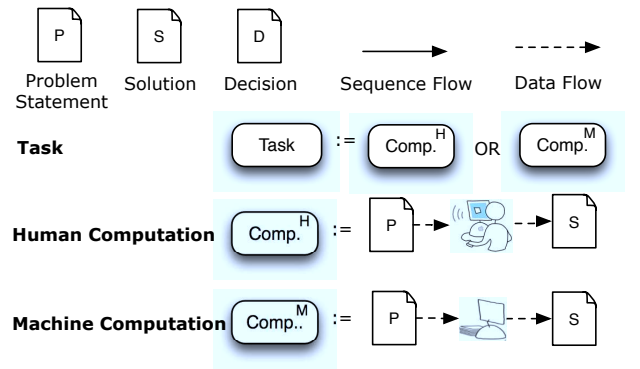 P
S
D
Problem
Statement
Solution
Decision
Sequence Flow
Data Flow
Task
Task
:=
Comp.H
OR
Comp.M
Human Computation
Comp.H
:=
P
S
Machine Computation
Comp..M
:=
P
S